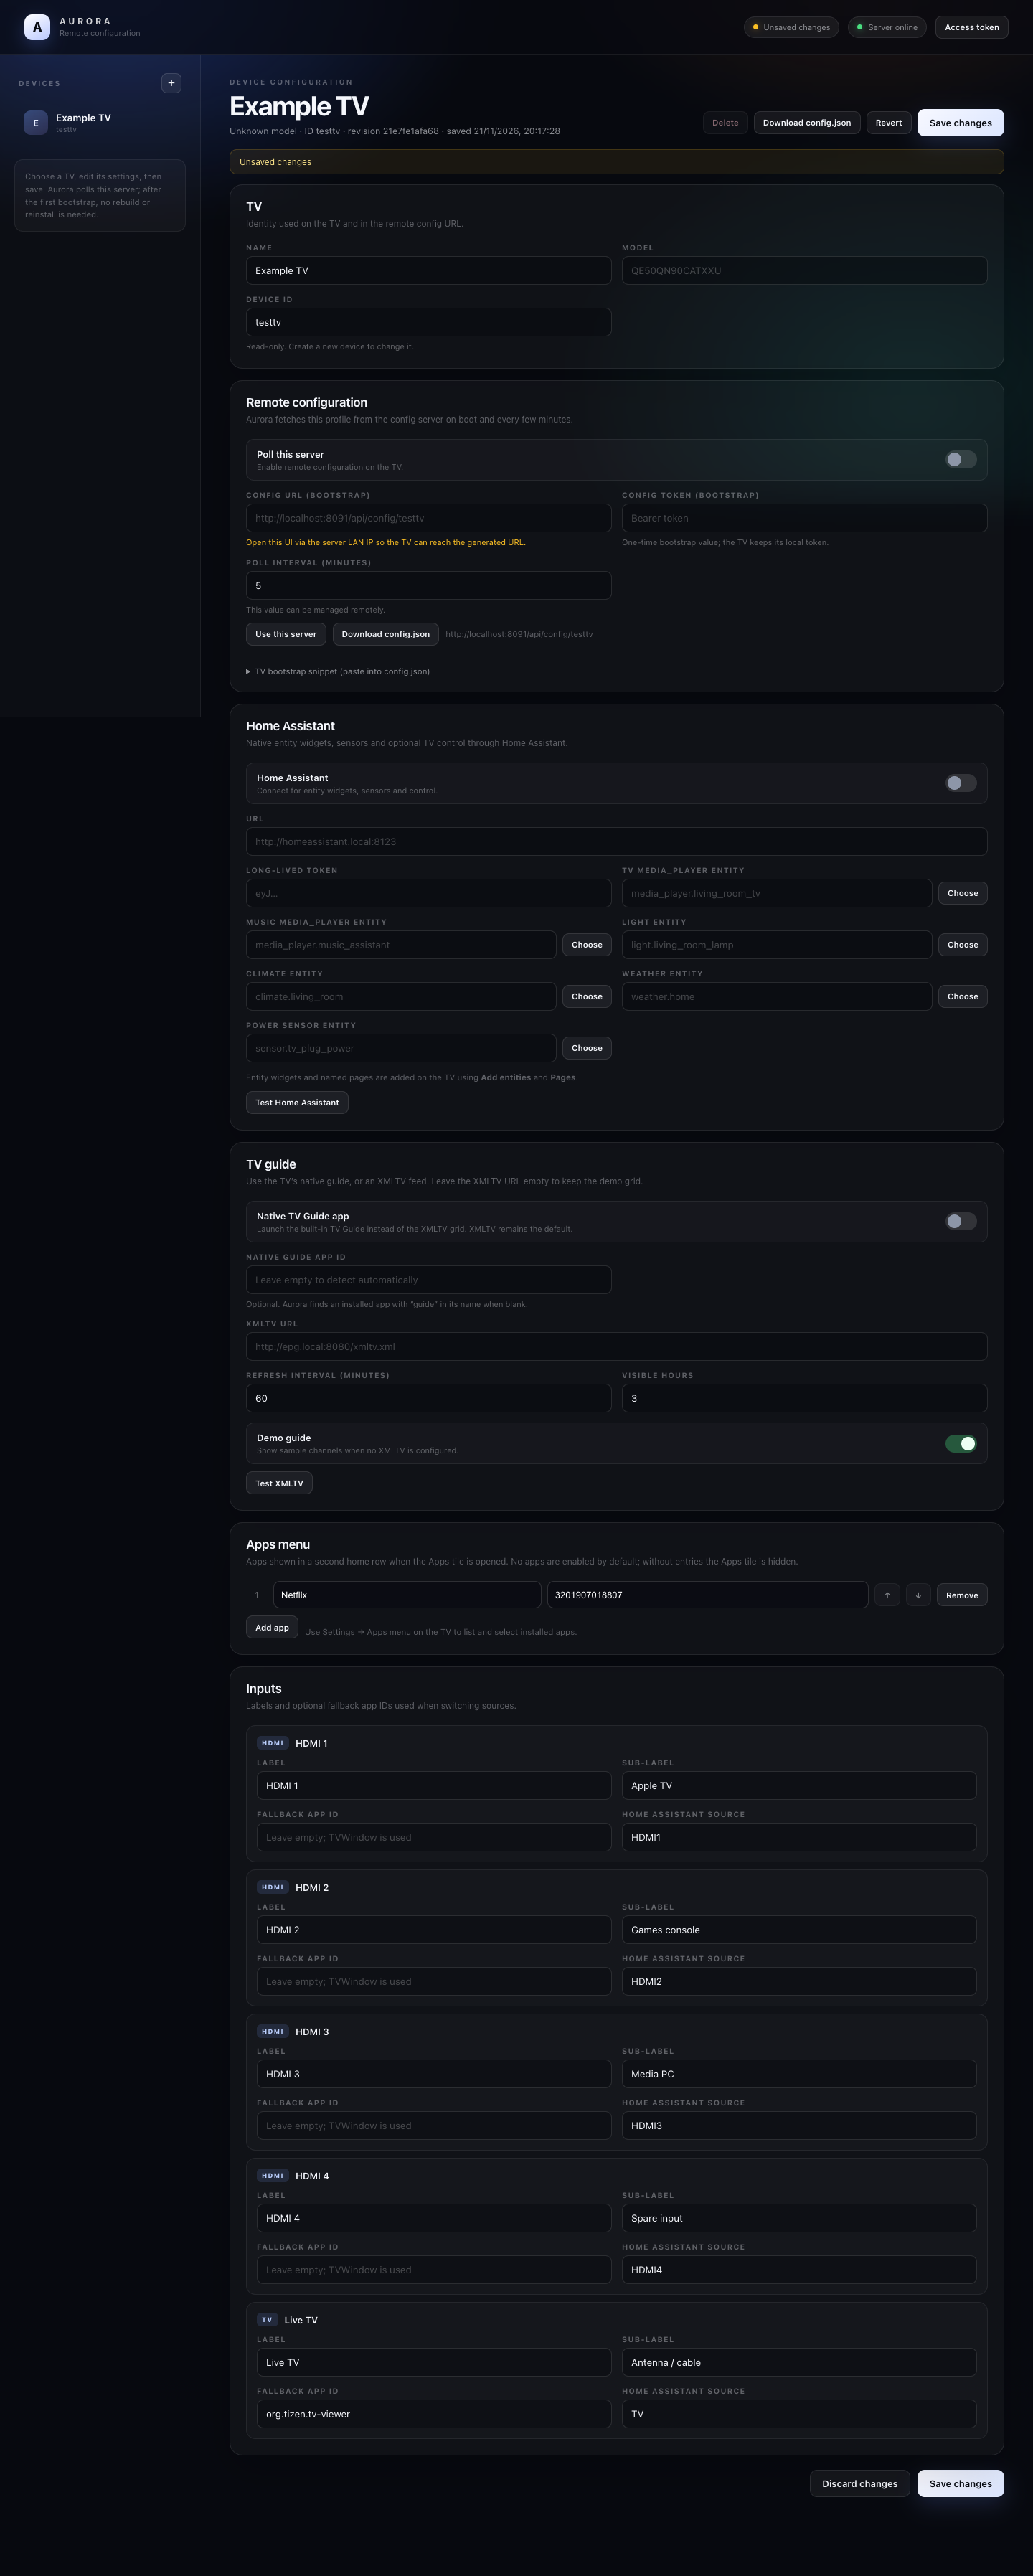 A
AURORA
Remote configuration
Unsaved changes
Server online
Access token
DEVICES
+
E
Example TV
testtv
Choose a TV, edit its settings, then
save. Aurora polls this server; after
the first bootstrap, no rebuild or
reinstall is needed.
DEVICE CONFIGURATION
Example TV
Unknown model · ID testtv · revision 21e7fe1afa68 · saved 21/11/2026, 20:17:28
Delete
Download config.json
Revert
Save changes
Unsaved changes
TV
Identity used on the TV and in the remote config URL.
NAME
MODEL
Example TV
QE50QN90CATXXU
DEVICE ID
testtv
Read-only. Create a new device to change it.
Remote configuration
Aurora fetches this profile from the config server on boot and every few minutes.
Poll this server
Enable remote configuration on the TV.
CONFIG URL (BOOTSTRAP)
CONFIG TOKEN (BOOTSTRAP)
http://localhost:8091/api/config/testtv
Bearer token
Open this UI via the server LAN IP so the TV can reach the generated URL.
One-time bootstrap value; the TV keeps its local token.
POLL INTERVAL (MINUTES)
5
This value can be managed remotely.
Use this server
Download config.json
http://localhost:8091/api/config/testtv
▶ TV bootstrap snippet (paste into config.json)
Home Assistant
Native entity widgets, sensors and optional TV control through Home Assistant.
Home Assistant
Connect for entity widgets, sensors and control.
URL
http://homeassistant.local:8123
LONG-LIVED TOKEN
TV MEDIA_PLAYER ENTITY
eyJ...
media_player.living_room_tv
Choose
MUSIC MEDIA_PLAYER ENTITY
LIGHT ENTITY
media_player.music_assistant
Choose
light.living_room_lamp
Choose
CLIMATE ENTITY
WEATHER ENTITY
climate.living_room
Choose
weather.home
Choose
POWER SENSOR ENTITY
sensor.tv_plug_power
Choose
Entity widgets and named pages are added on the TV using Add entities and Pages.
Test Home Assistant
TV guide
Use the TV's native guide, or an XMLTV feed. Leave the XMLTV URL empty to keep the demo grid.
Native TV Guide app
Launch the built-in TV Guide instead of the XMLTV grid. XMLTV remains the default.
NATIVE GUIDE APP ID
Leave empty to detect automatically
Optional. Aurora finds an installed app with "guide" in its name when blank.
XMLTV URL
http://epg.local:8080/xmltv.xml
REFRESH INTERVAL (MINUTES)
VISIBLE HOURS
60
3
Demo guide
Show sample channels when no XMLTV is configured.
Test XMLTV
Apps menu
Apps shown in a second home row when the Apps tile is opened. No apps are enabled by default; without entries the Apps tile is hidden.
1
Netflix
3201907018807
↑
↓
Remove
Add app
Use Settings → Apps menu on the TV to list and select installed apps.
Inputs
Labels and optional fallback app IDs used when switching sources.
HDMI
HDMI 1
LABEL
SUB-LABEL
HDMI 1
Apple TV
FALLBACK APP ID
HOME ASSISTANT SOURCE
Leave empty; TVWindow is used
HDMI1
HDMI
HDMI 2
LABEL
SUB-LABEL
HDMI 2
Games console
FALLBACK APP ID
HOME ASSISTANT SOURCE
Leave empty; TVWindow is used
HDMI2
HDMI
HDMI 3
LABEL
SUB-LABEL
HDMI 3
Media PC
FALLBACK APP ID
HOME ASSISTANT SOURCE
Leave empty; TVWindow is used
HDMI3
HDMI
HDMI 4
LABEL
SUB-LABEL
HDMI 4
Spare input
FALLBACK APP ID
HOME ASSISTANT SOURCE
Leave empty; TVWindow is used
HDMI4
TV
Live TV
LABEL
SUB-LABEL
Live TV
Antenna / cable
FALLBACK APP ID
HOME ASSISTANT SOURCE
org.tizen.tv-viewer
TV
Discard changes
Save changes